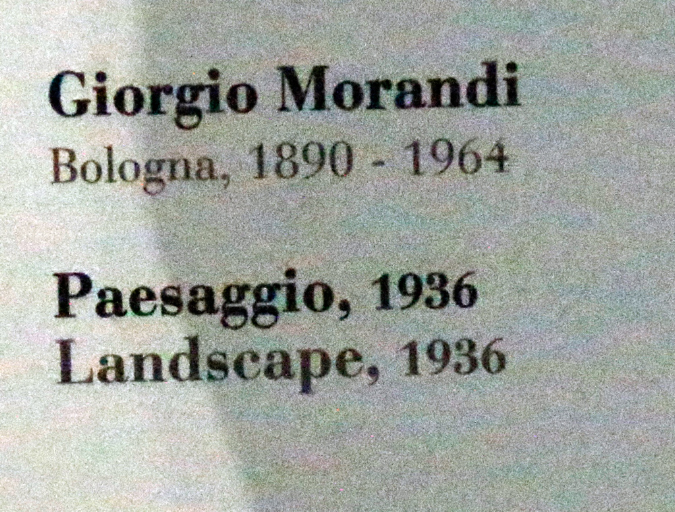 Giorgio Morandi
Bologna, 1890 - 1964
Paesaggio, 1936
Landscape, 1936